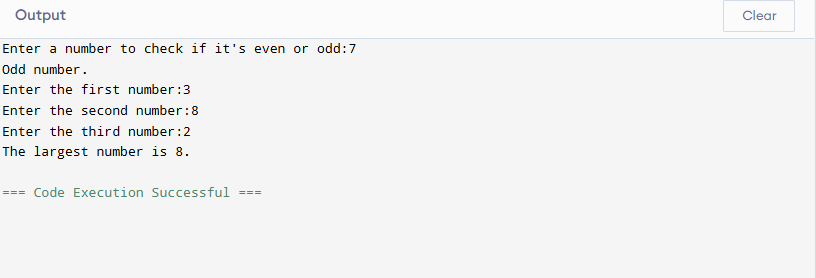 Output
Clear
Enter a number to check if it's even or odd:7
Odd number.
Enter the first number:3
Enter the second number:8
Enter the third number:2
The largest number is 8.
=== Code Execution Successful ===